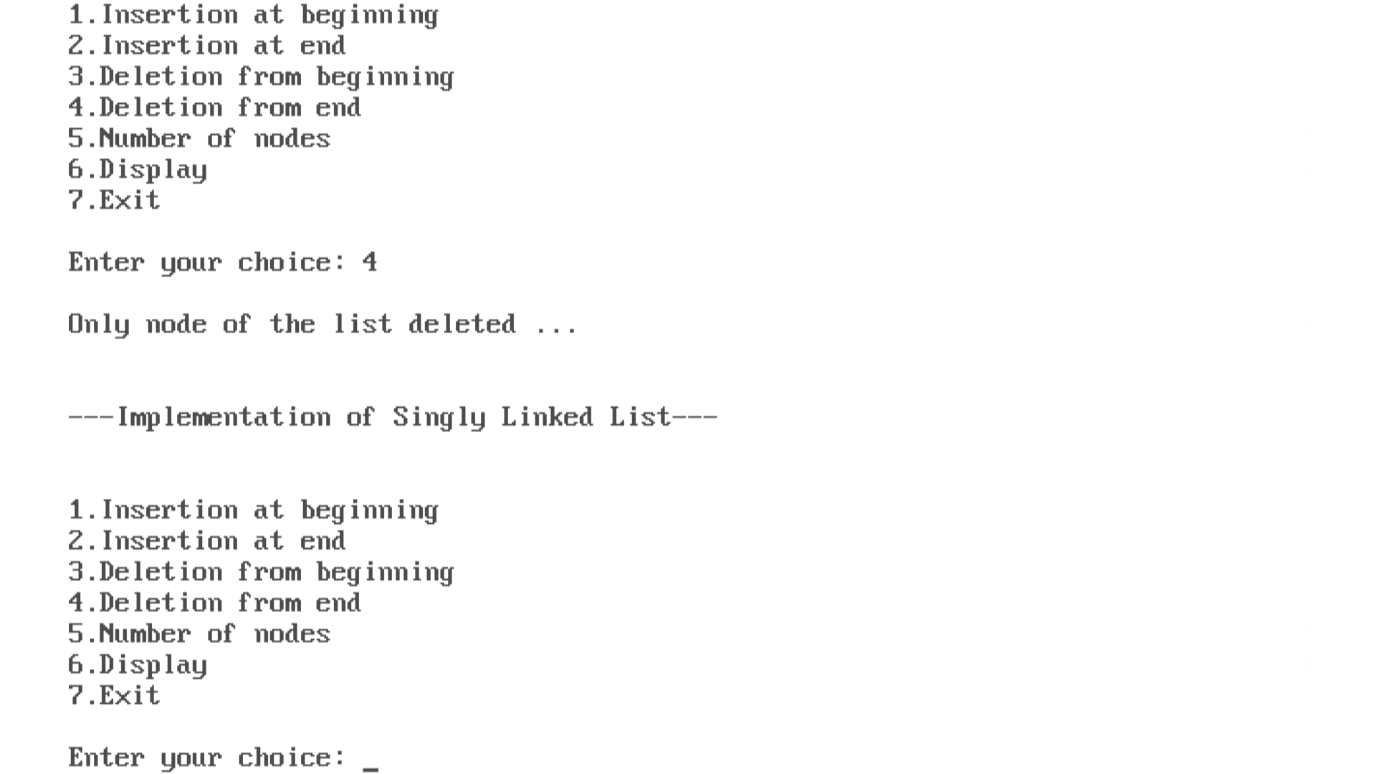 1.Insertion at beginning
2.Insertion at end
3.Deletion from beginning
4.Deletion from end
5.Number of nodes
6.Display
7.Exit
Enter your choice: 4
Only node of the list deleted ...
---Implementation of Singly Linked List---
1.Insertion at beginning
2.Insertion at end
3.Deletion from beginning
4.Deletion from end
5.Number of nodes
6.Display
7.Exit
Enter your choice: _